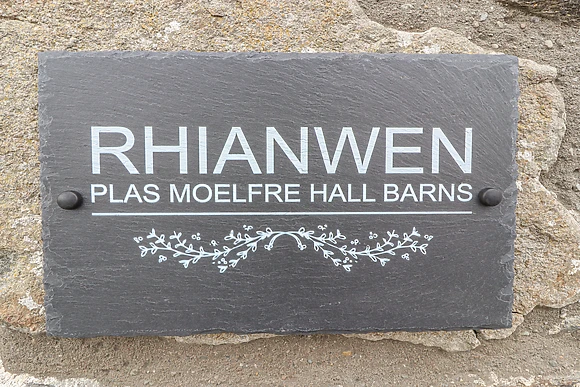 RHIANWEN
PLAS MOELFRE HALL BARNS